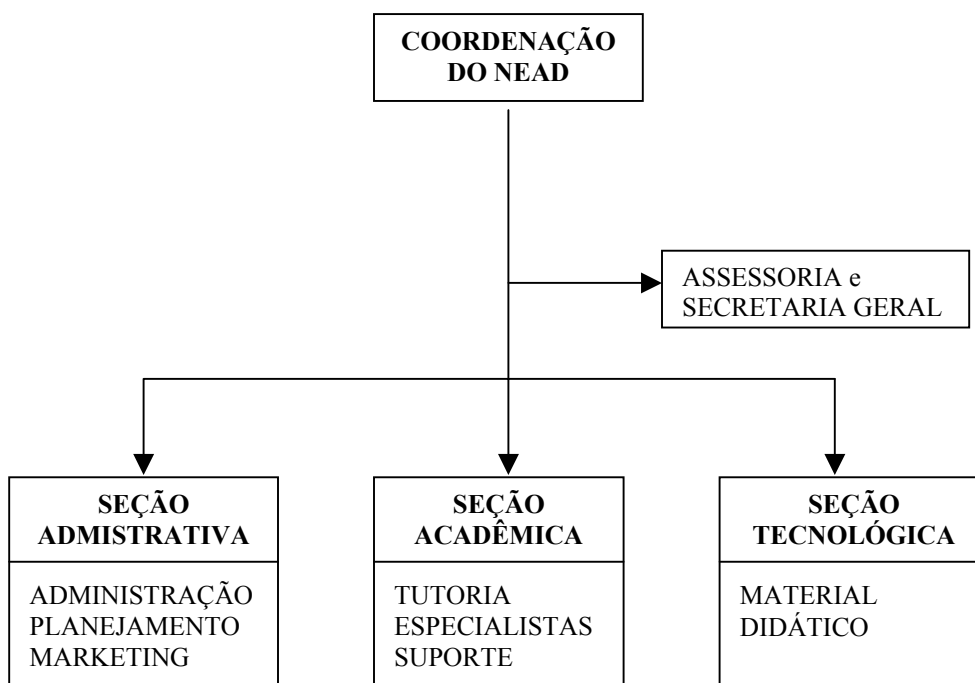 COORDENAÇÃO
DO NEAD
ASSESSORIA e
SECRETARIA GERAL
SEÇÃO
ADMISTRATIVA
ADMINISTRAÇÃO
PLANEJAMENTO
MARKETING
SEÇÃO
ACADÊMICA
TUTORIA
ESPECIALISTAS
SUPORTE
SEÇÃO
TECNOLÓGICA
MATERIAL
DIDÁTICO